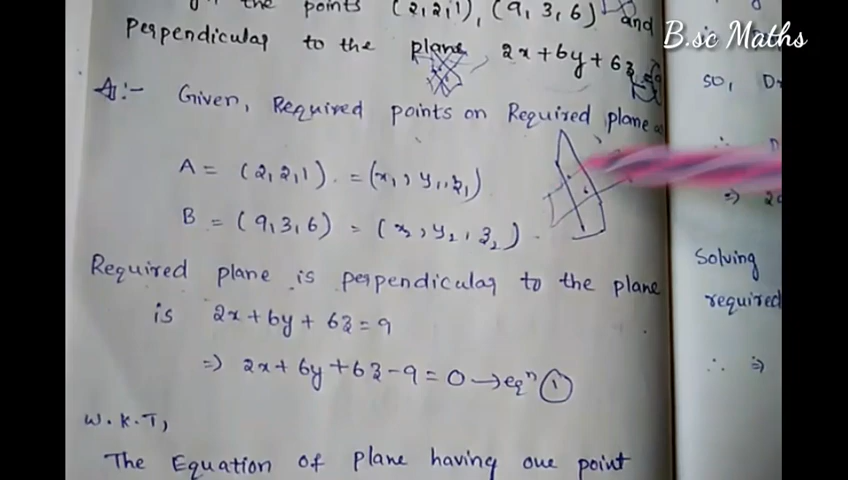 the points (2,2,1), (9,3,6) and
perpendicular to the plane 2x+6y+6z=9
B.sc Maths
A:- Given, Required points on Required plane
A = (2,2,1) = (x₁, y₁, z₁)
B = (9,3,6) = (x₂, y₂, z₂).
Required plane is perpendicular to the plane
is 2x+6y+6z=9
=> 2x+6y+6z-9=0 → eqⁿ ①
W.K.T,
The Equation of plane having one point
so,
Solving
required
∴ =>